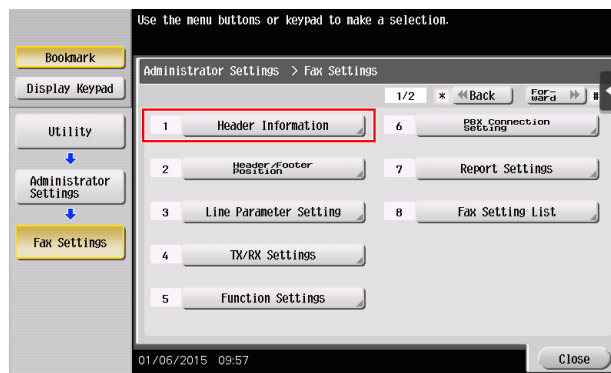 Use the menu buttons or keypad to make a selection.
Bookmark
Display Keypad
Utility
Administrator
Settings
Fax Settings
Administrator Settings > Fax Settings
1/2 * Back For-
ward #
1 Header Information
2 Header/Footer
Position
3 Line Parameter Setting
4 TX/RX Settings
5 Function Settings
6 PBX Connection
Setting
7 Report Settings
8 Fax Setting List
01/06/2015 09:57
Close